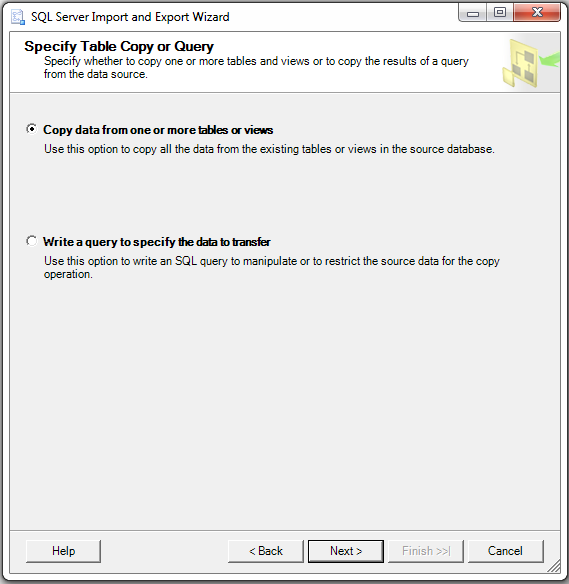 SQL Server Import and Export Wizard
Specify Table Copy or Query
Specify whether to copy one or more tables and views or to copy the results of a query
from the data source.
Copy data from one or more tables or views
Use this option to copy all the data from the existing tables or views in the source database.
Write a query to specify the data to transfer
Use this option to write an SQL query to manipulate or to restrict the source data for the copy
operation.
Help
< Back
Next >
Finish >>|
Cancel